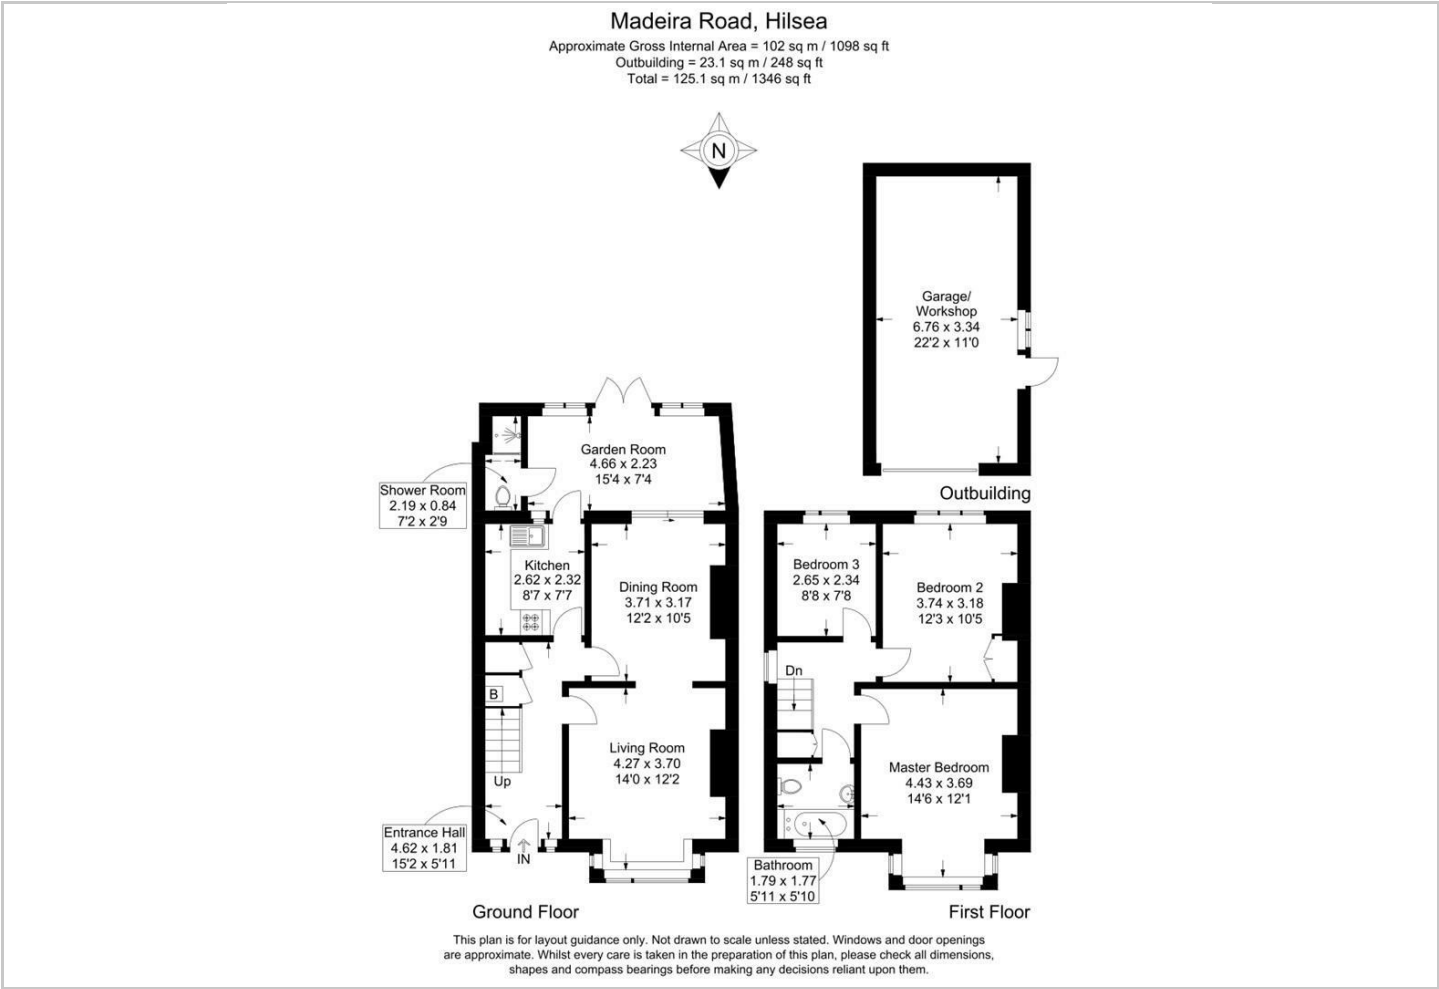 Madeira Road, Hilsea
Approximate Gross Internal Area = 102 sq m / 1098 sq ft
Outbuilding = 23.1 sq m / 248 sq ft
Total = 125.1 sq m / 1346 sq ft
N
Garage/
Workshop
6.76 x 3.34
22'2 x 11'0
Outbuilding
Garden Room
4.66 x 2.23
15'4 x 7'4
Shower Room
2.19 x 0.84
7'2 x 2'9
Kitchen
2.62 x 2.32
8'7 x 7'7
Dining Room
3.71 x 3.17
12'2 x 10'5
B
Up
Living Room
4.27 x 3.70
14'0 x 12'2
Entrance Hall
4.62 x 1.81
15'2 x 5'11
IN
Ground Floor
Bedroom 3
2.65 x 2.34
8'8 x 7'8
Bedroom 2
3.74 x 3.18
12'3 x 10'5
Dn
Master Bedroom
4.43 x 3.69
14'6 x 12'1
Bathroom
1.79 x 1.77
5'11 x 5'10
First Floor
This plan is for layout guidance only. Not drawn to scale unless stated. Windows and door openings
are approximate. Whilst every care is taken in the preparation of this plan, please check all dimensions,
shapes and compass bearings before making any decisions reliant upon them.